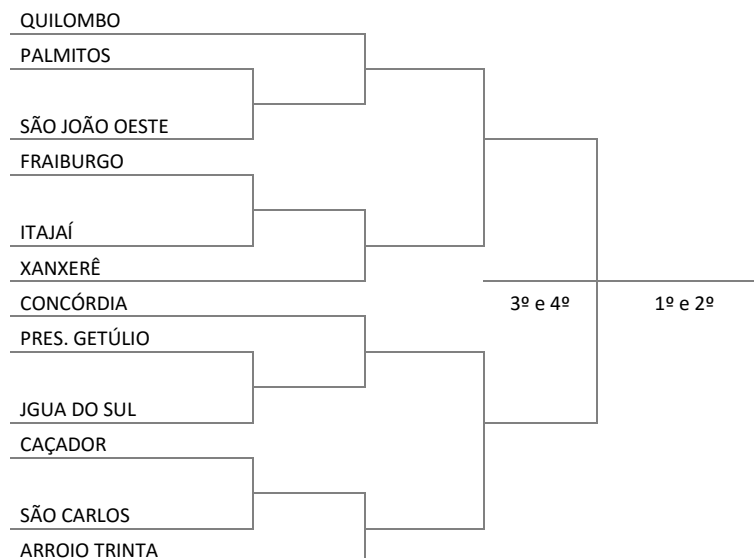 QUILOMBO
PALMITOS
SÃO JOÃO OESTE
FRAIBURGO
ITAJAÍ
XANXERÊ
CONCÓRDIA
3º e 4º
1º e 2º
PRES. GETÚLIO
JGUA DO SUL
CAÇADOR
SÃO CARLOS
ARROIO TRINTA